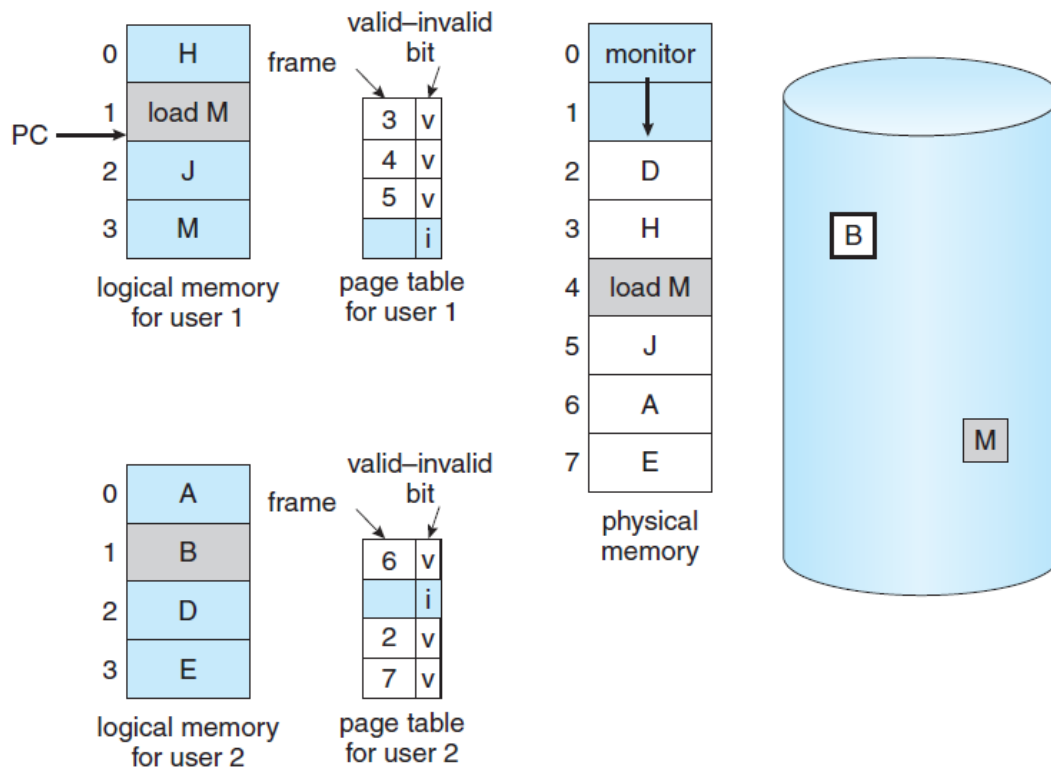 0 H
1 load M
PC
2 J
3 M
logical memory
for user 1
valid–invalid
bit
frame
3 v
4 v
5 v
i
page table
for user 1
0 A
1 B
2 D
3 E
logical memory
for user 2
valid–invalid
bit
frame
6 v
i
2 v
7 v
page table
for user 2
0 monitor
1
2 D
3 H
4 load M
5 J
6 A
7 E
physical
memory
B
M